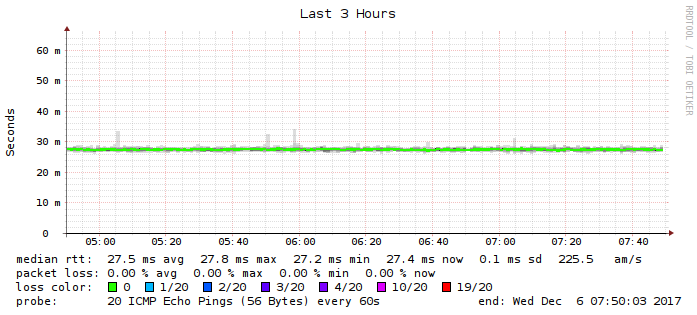 Last 3 Hours
RRDTOOL / TOBI OETIKER
Seconds
60 m
50 m
40 m
30 m
20 m
10 m
0
05:00 05:20 05:40 06:00 06:20 06:40 07:00 07:20 07:40
median rtt: 27.5 ms avg 27.8 ms max 27.2 ms min 27.4 ms now 0.1 ms sd 225.5 am/s
packet loss: 0.00 % avg 0.00 % max 0.00 % min 0.00 % now
loss color: 0 1/20 2/20 3/20 4/20 10/20 19/20
probe: 20 ICMP Echo Pings (56 Bytes) every 60s end: Wed Dec 6 07:50:03 2017